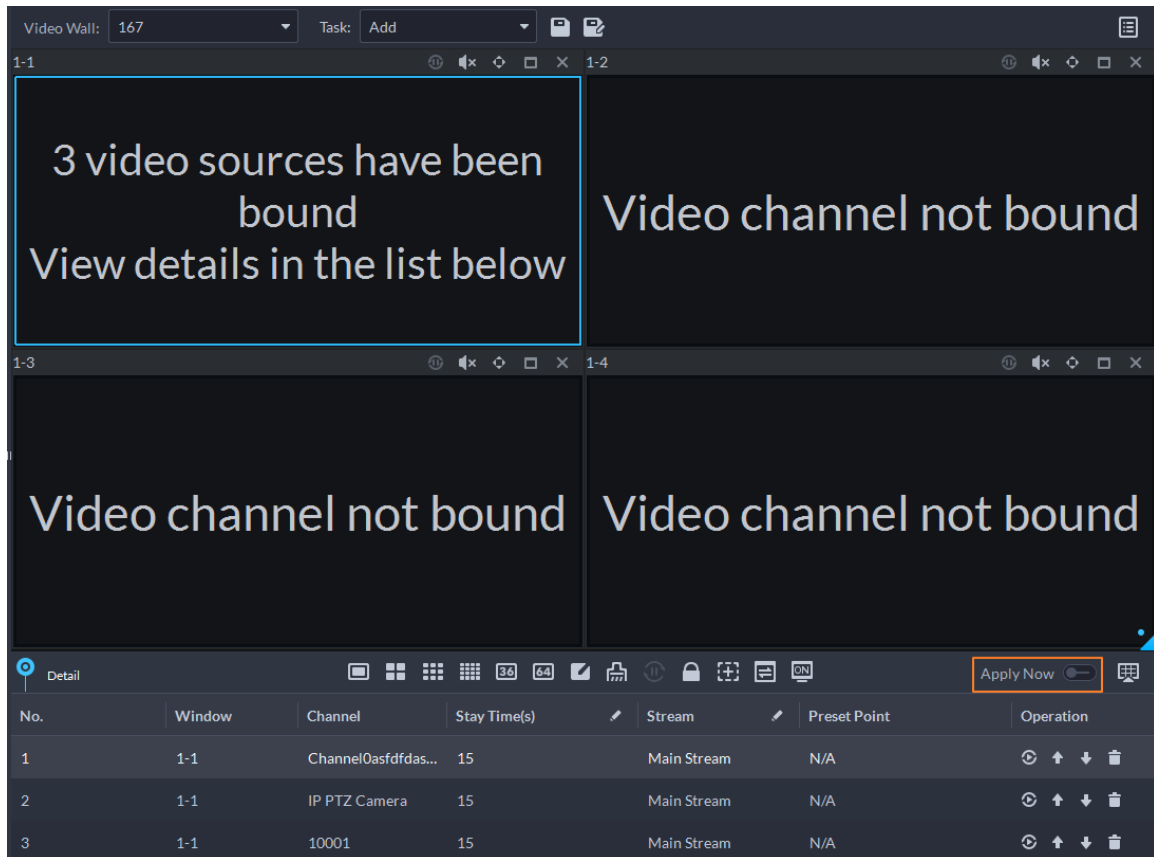 Video Wall: 167 Task: Add
1-1
1-2
3 video sources have been
bound
View details in the list below
Video channel not bound
1-3
1-4
Video channel not bound
Video channel not bound
Detail 36 64 ON Apply Now
No. Window Channel Stay Time(s) Stream Preset Point Operation
1 1-1 Channel0asfdfdas... 15 Main Stream N/A
2 1-1 IP PTZ Camera 15 Main Stream N/A
3 1-1 10001 15 Main Stream N/A